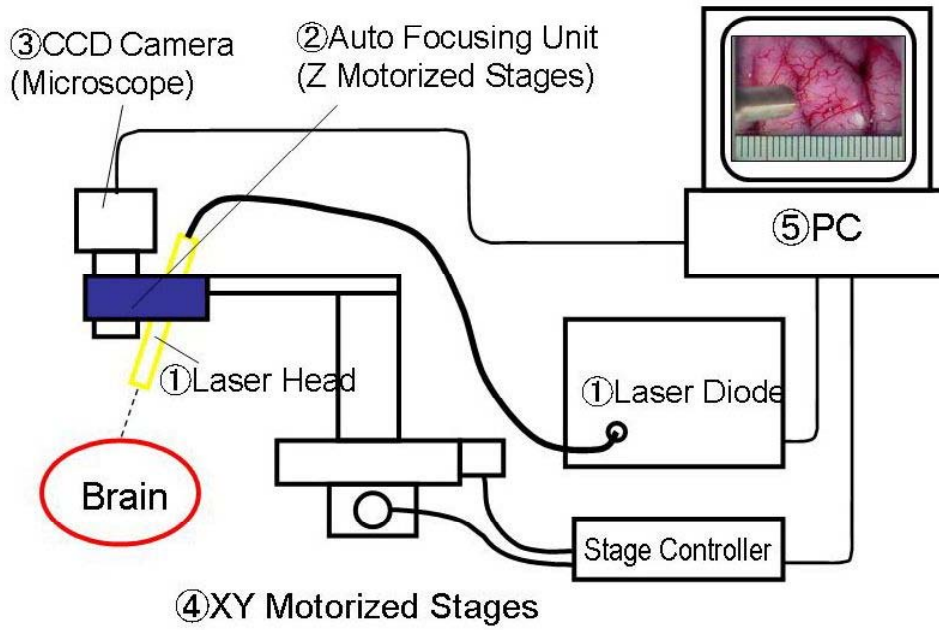 ③CCD Camera
(Microscope)
②Auto Focusing Unit
(Z Motorized Stages)
⑤PC
①Laser Head
①Laser Diode
Brain
Stage Controller
④XY Motorized Stages